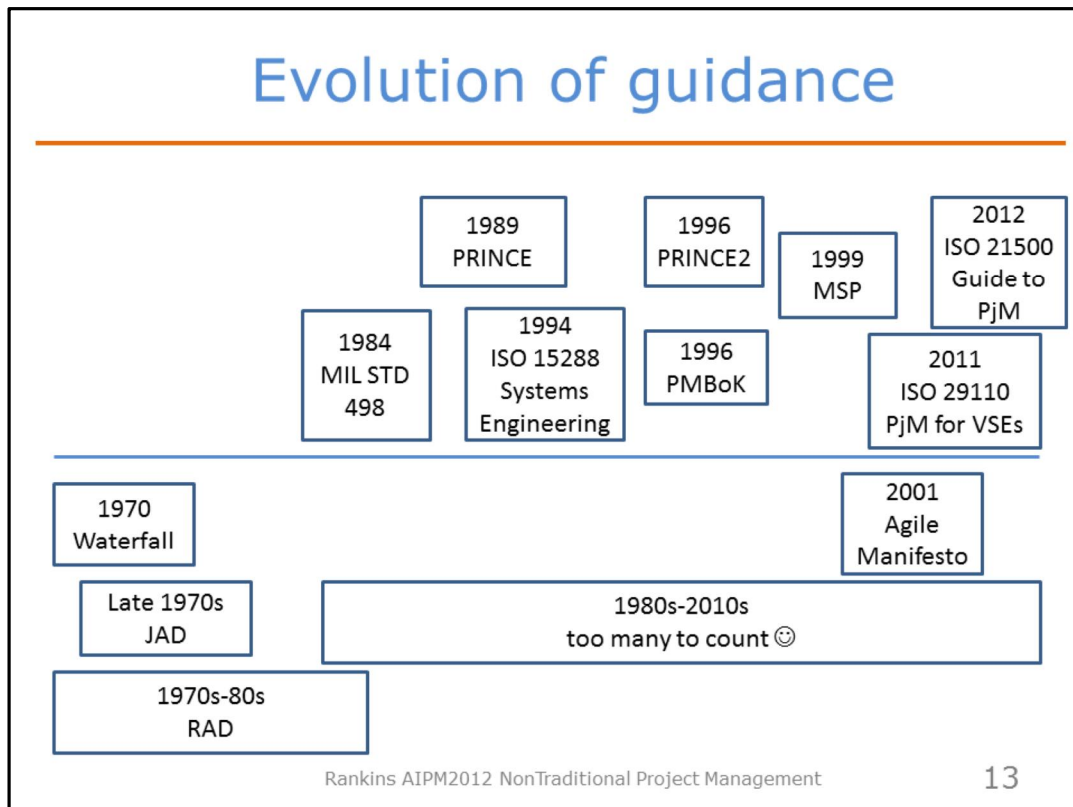 Evolution of guidance
1989
PRINCE
1996
PRINCE2
1999
MSP
2012
ISO 21500
Guide to
PjM
1984
MIL STD
498
1994
ISO 15288
Systems
Engineering
1996
PMBoK
2011
ISO 29110
PjM for VSEs
1970
Waterfall
2001
Agile
Manifesto
Late 1970s
JAD
1980s-2010s
too many to count ☺
1970s-80s
RAD
Rankins AIPM2012 NonTraditional Project Management
13